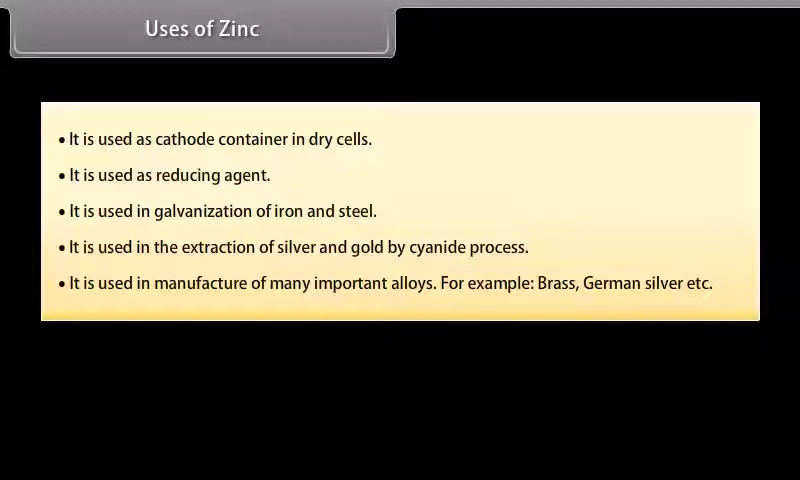 Uses of Zinc
• It is used as cathode container in dry cells.
• It is used as reducing agent.
• It is used in galvanization of iron and steel.
• It is used in the extraction of silver and gold by cyanide process.
• It is used in manufacture of many important alloys. For example: Brass, German silver etc.